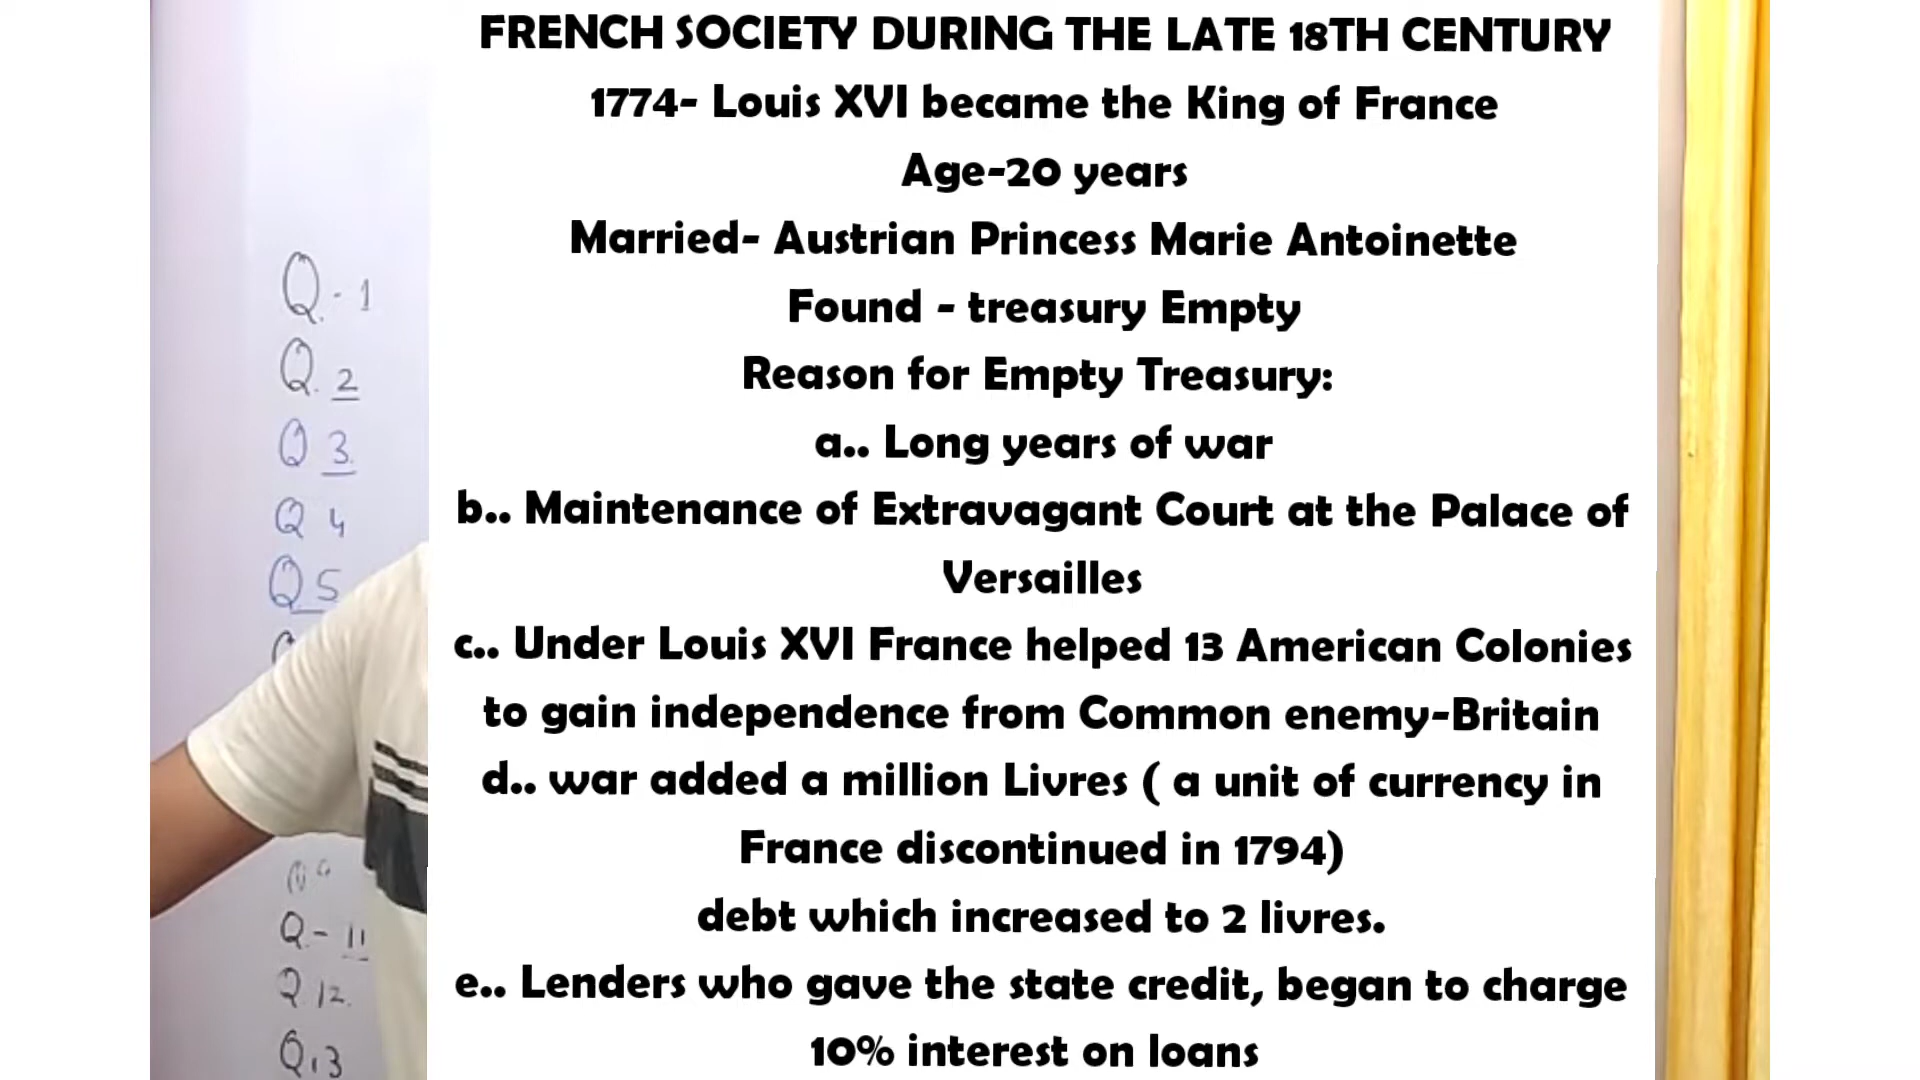 FRENCH SOCIETY DURING THE LATE 18TH CENTURY
1774- Louis XVI became the King of France
Age-20 years
Married- Austrian Princess Marie Antoinette
Found - treasury Empty
Reason for Empty Treasury:
a.. Long years of war
b.. Maintenance of Extravagant Court at the Palace of
Versailles
c.. Under Louis XVI France helped 13 American Colonies
to gain independence from Common enemy-Britain
d.. war added a million Livres ( a unit of currency in
France discontinued in 1794)
debt which increased to 2 livres.
e.. Lenders who gave the state credit, began to charge
10% interest on loans
Q.-1
Q.2
Q 3.
Q 4
Q.5
Q.-11
Q 12.
Q.13